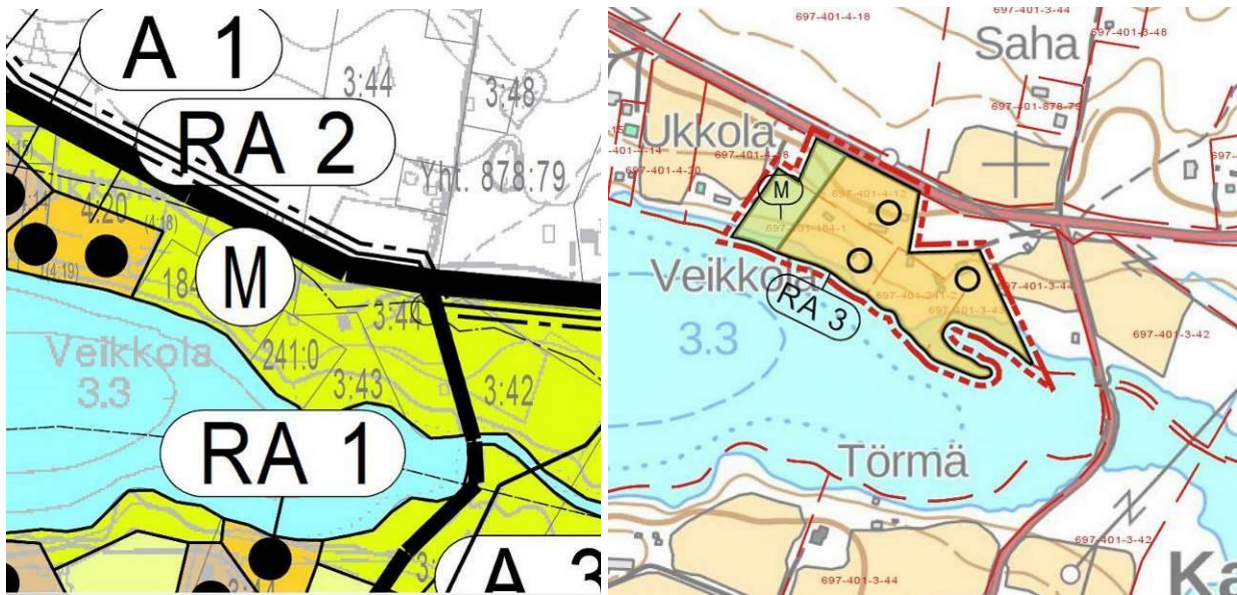 A 1
3:44
3:48
RA 2
Yht. 878:79
4:20
(4:18)
(4:19)
184
M
3:44
Veikkola
3.3
241:0
3:43
3:42
RA 1
A 3
697-401-4-18
697-401-3-44
697-401-3-48
Saha
697-401-878-79
Ukkola
697-401-4-20
M
697-401-4-12
Veikkola
697-401-241-2
RA 3
697-401-3-44
3.3
697-401-3-42
Törmä
697-401-3-42
697-401-3-44
Ka